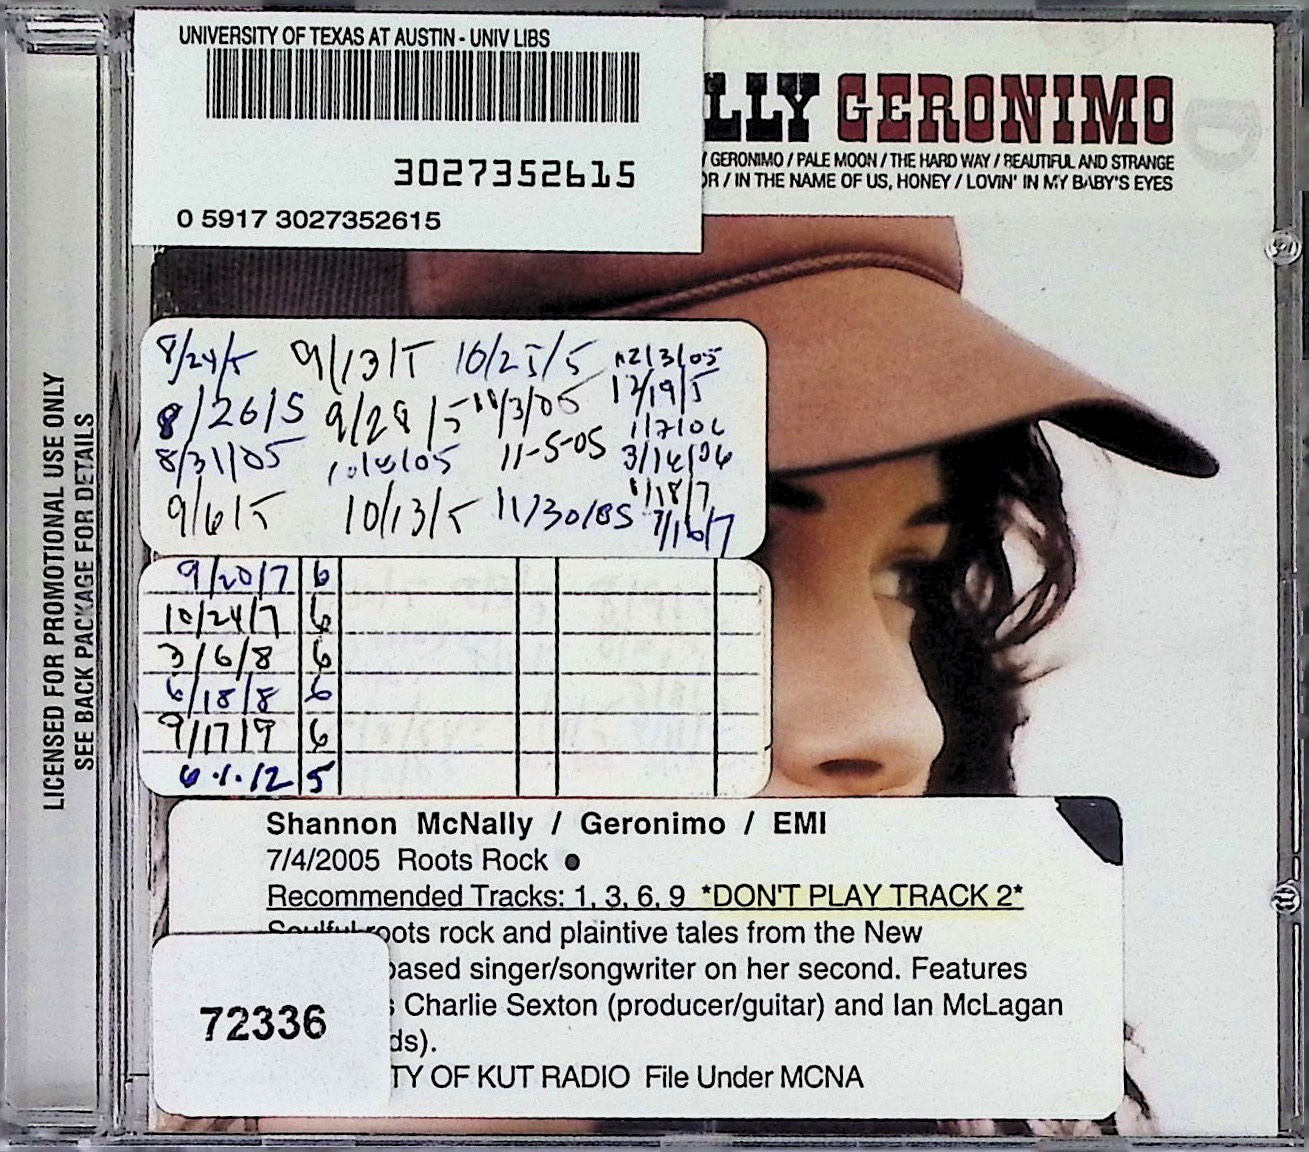 UNIVERSITY OF TEXAS AT AUSTIN - UNIV LIBS
3027352615
0 5917 3027352615
LLY GERONIMO
GERONIMO / PALE MOON / THE HARD WAY / BEAUTIFUL AND STRANGE
OR / IN THE NAME OF US, HONEY / LOVIN' IN MY BABY'S EYES
LICENSED FOR PROMOTIONAL USE ONLY
SEE BACK PACKAGE FOR DETAILS
8/24/5 9/13/5 10/25/5 12/3/05
8/26/5 9/28/5 11/3/05 12/19/5
8/31/05 11-5-05 1/7/06
3/14/06
9/6/5 10/13/5 11/30/05 1/18/7
7/16/7
9/20/7 6
10/24/7 6
3/6/8 6
6/18/8 6
9/17/9 6
6.1.12 5
Shannon McNally / Geronimo / EMI
7/4/2005 Roots Rock ●
Recommended Tracks: 1, 3, 6, 9 *DON'T PLAY TRACK 2*
Soulful roots rock and plaintive tales from the New
based singer/songwriter on her second. Features
s Charlie Sexton (producer/guitar) and Ian McLagan
ds).
TY OF KUT RADIO File Under MCNA
72336